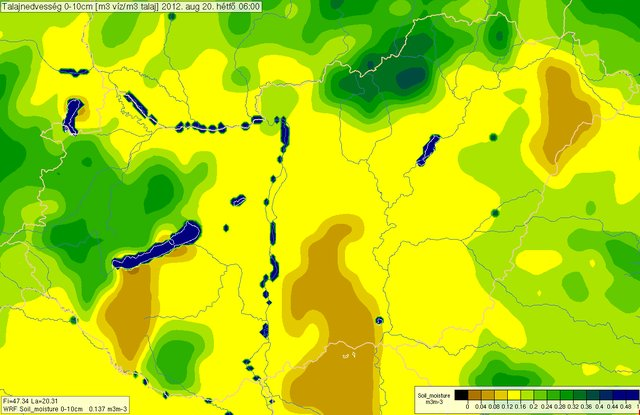 Talajnedvesség 0-10cm [m3 víz/m3 talaj] 2012. aug 20. hétfő 06:00
Fi=47.34 La=20.31
WRF Soil_moisture 0-10cm 0.137 m3m-3
Soil_moisture
m3m-3
0 0.04 0.08 0.12 0.16 0.2 0.24 0.28 0.32 0.36 0.4 0.44 0.48